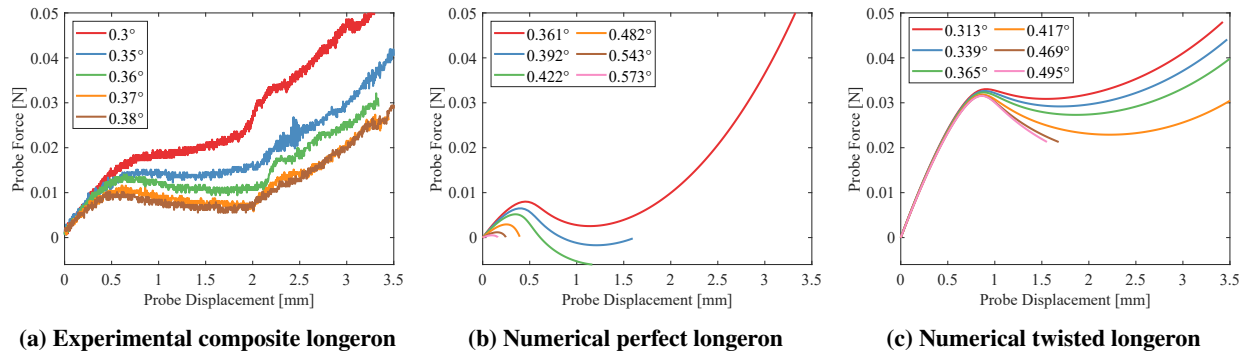 0.05
0.04
0.03
0.02
0.01
0
Probe Force [N]
0.3°
0.35°
0.36°
0.37°
0.38°
0 0.5 1 1.5 2 2.5 3 3.5
Probe Displacement [mm]
(a) Experimental composite longeron
0.05
0.04
0.03
0.02
0.01
0
Probe Force [N]
0.361° 0.482°
0.392° 0.543°
0.422° 0.573°
0 0.5 1 1.5 2 2.5 3 3.5
Probe Displacement [mm]
(b) Numerical perfect longeron
0.05
0.04
0.03
0.02
0.01
0
Probe Force [N]
0.313° 0.417°
0.339° 0.469°
0.365° 0.495°
0 0.5 1 1.5 2 2.5 3 3.5
Probe Displacement [mm]
(c) Numerical twisted longeron